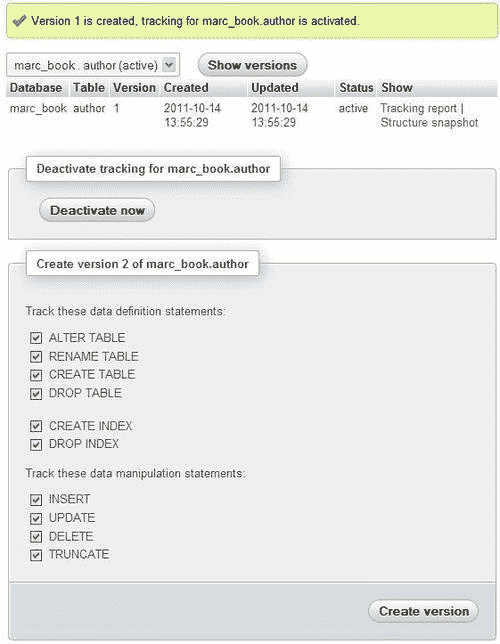 Version 1 is created, tracking for marc_book.author is activated.
marc_book . author (active) Show versions
Database Table Version Created Updated Status Show
marc_book author 1 2011-10-14 2011-10-14 active Tracking report |
13:55:29 13:55:29 Structure snapshot
Deactivate tracking for marc_book.author
Deactivate now
Create version 2 of marc_book.author
Track these data definition statements:
ALTER TABLE
RENAME TABLE
CREATE TABLE
DROP TABLE
CREATE INDEX
DROP INDEX
Track these data manipulation statements:
INSERT
UPDATE
DELETE
TRUNCATE
Create version